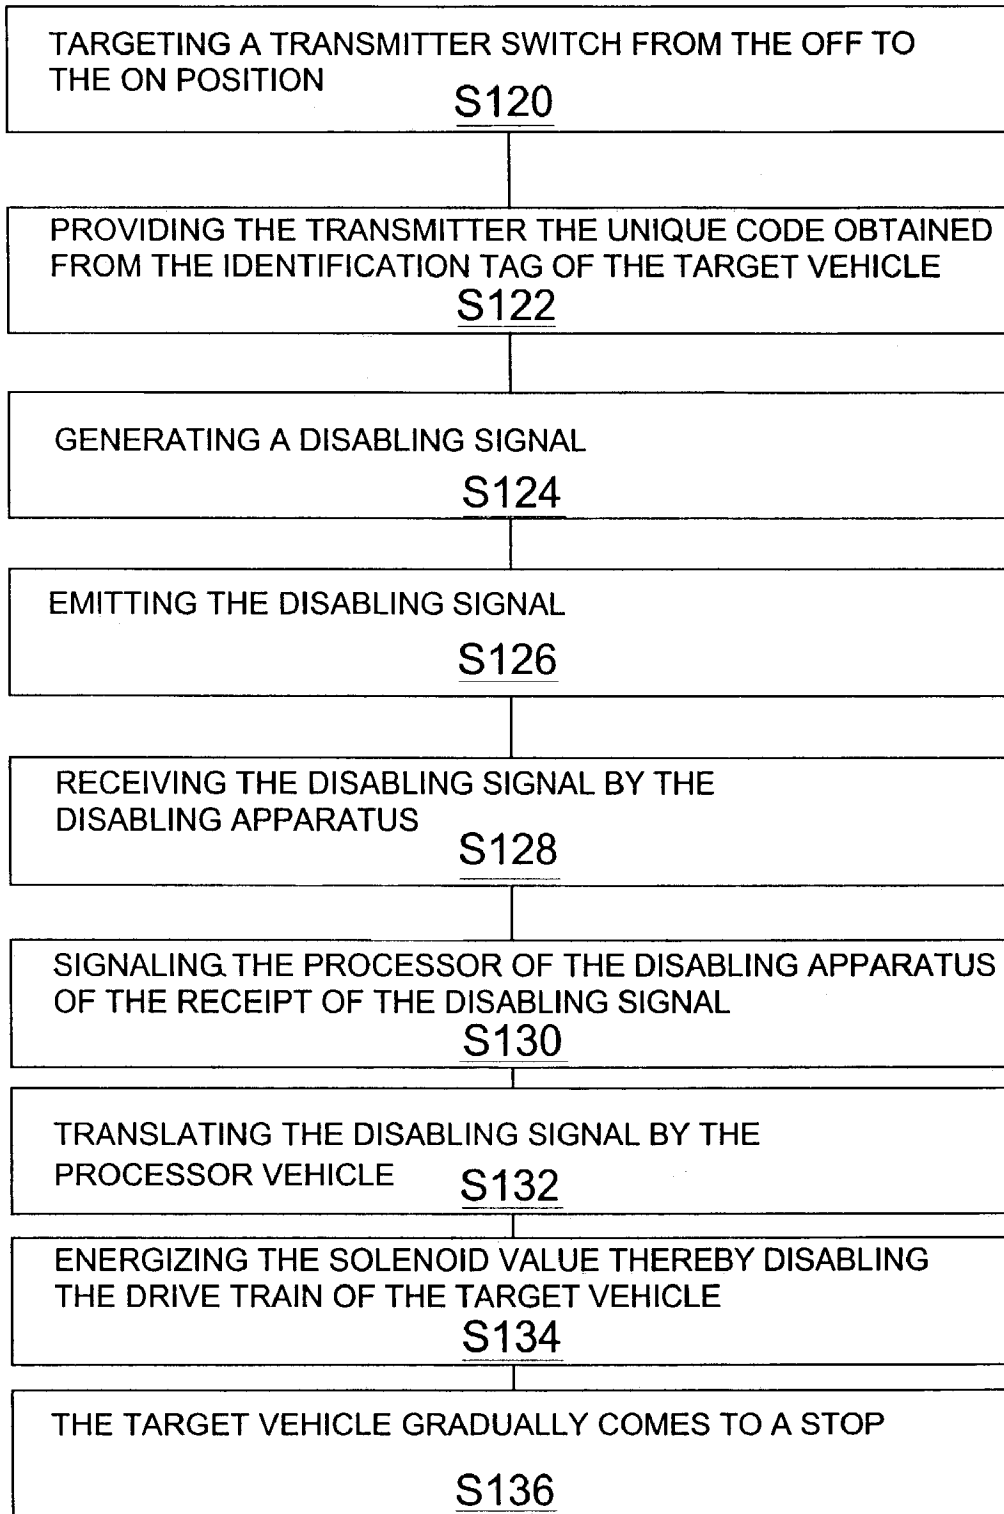 TARGETING A TRANSMITTER SWITCH FROM THE OFF TO
THE ON POSITION
S120
PROVIDING THE TRANSMITTER THE UNIQUE CODE OBTAINED
FROM THE IDENTIFICATION TAG OF THE TARGET VEHICLE
S122
GENERATING A DISABLING SIGNAL
S124
EMITTING THE DISABLING SIGNAL
S126
RECEIVING THE DISABLING SIGNAL BY THE
DISABLING APPARATUS
S128
SIGNALING THE PROCESSOR OF THE DISABLING APPARATUS
OF THE RECEIPT OF THE DISABLING SIGNAL
S130
TRANSLATING THE DISABLING SIGNAL BY THE
PROCESSOR VEHICLE
S132
ENERGIZING THE SOLENOID VALUE THEREBY DISABLING
THE DRIVE TRAIN OF THE TARGET VEHICLE
S134
THE TARGET VEHICLE GRADUALLY COMES TO A STOP
S136